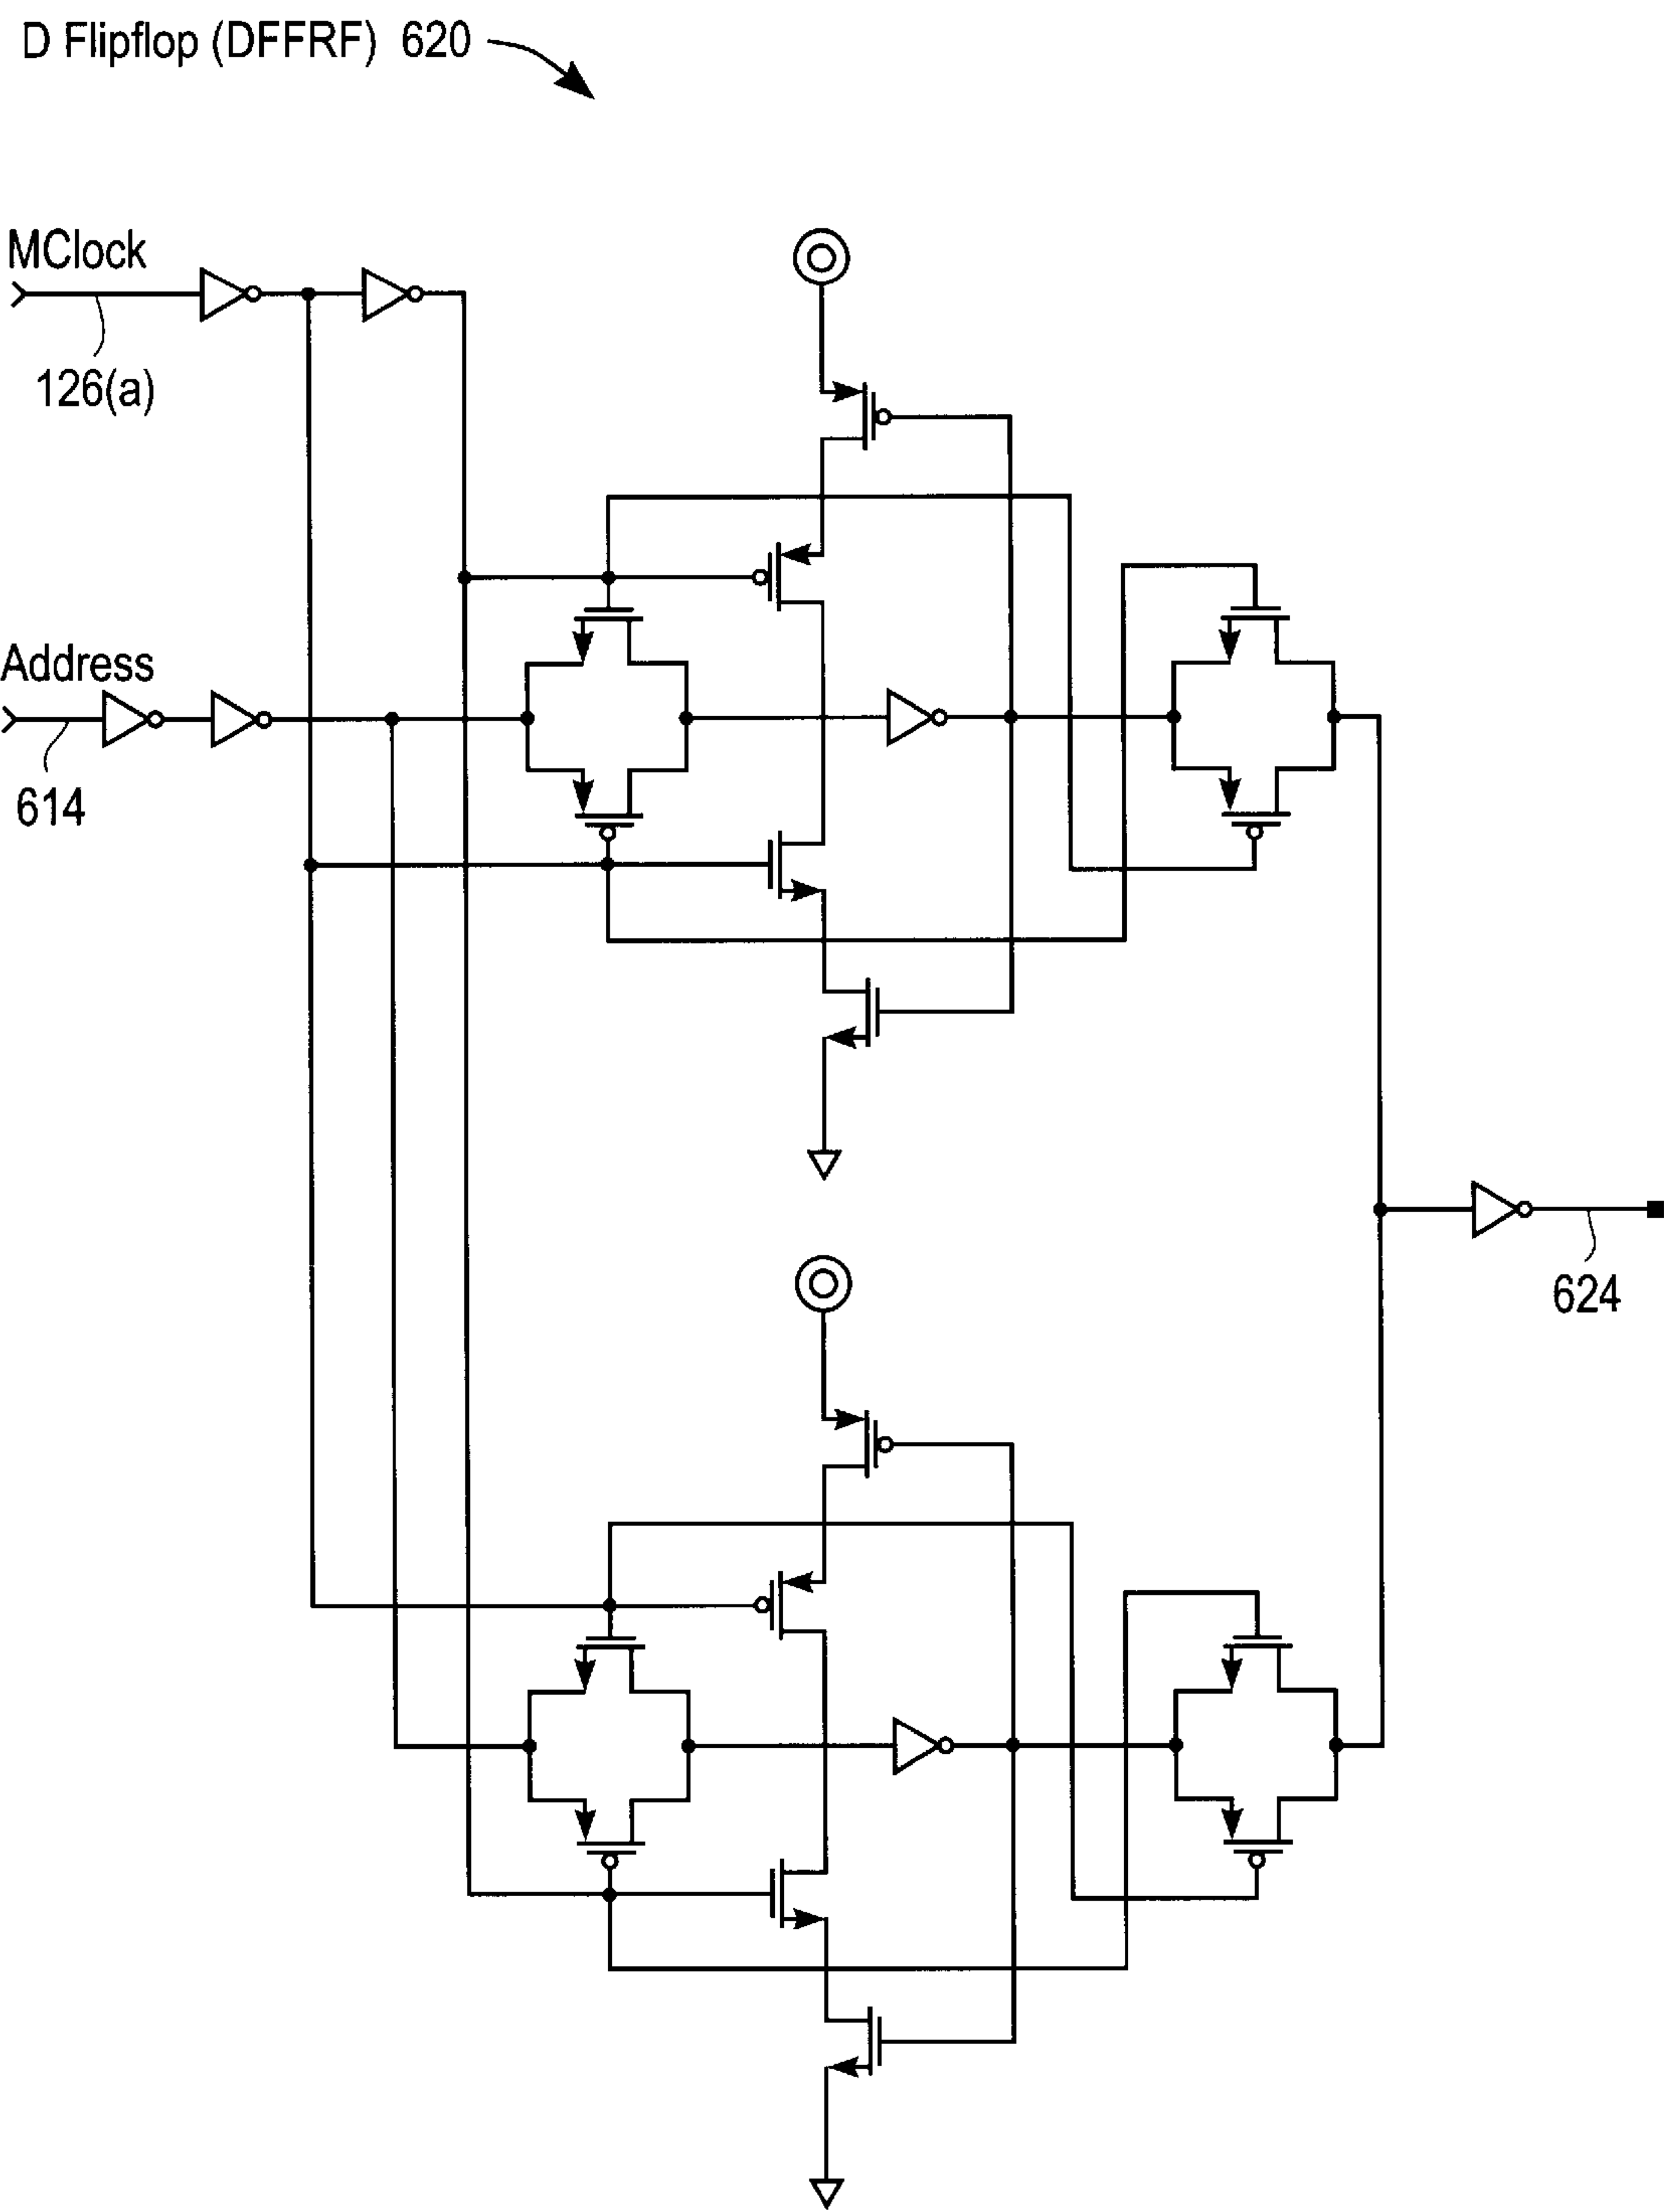 D Flipflop (DFFRF) 620
MClock
126(a)
Address
614
624